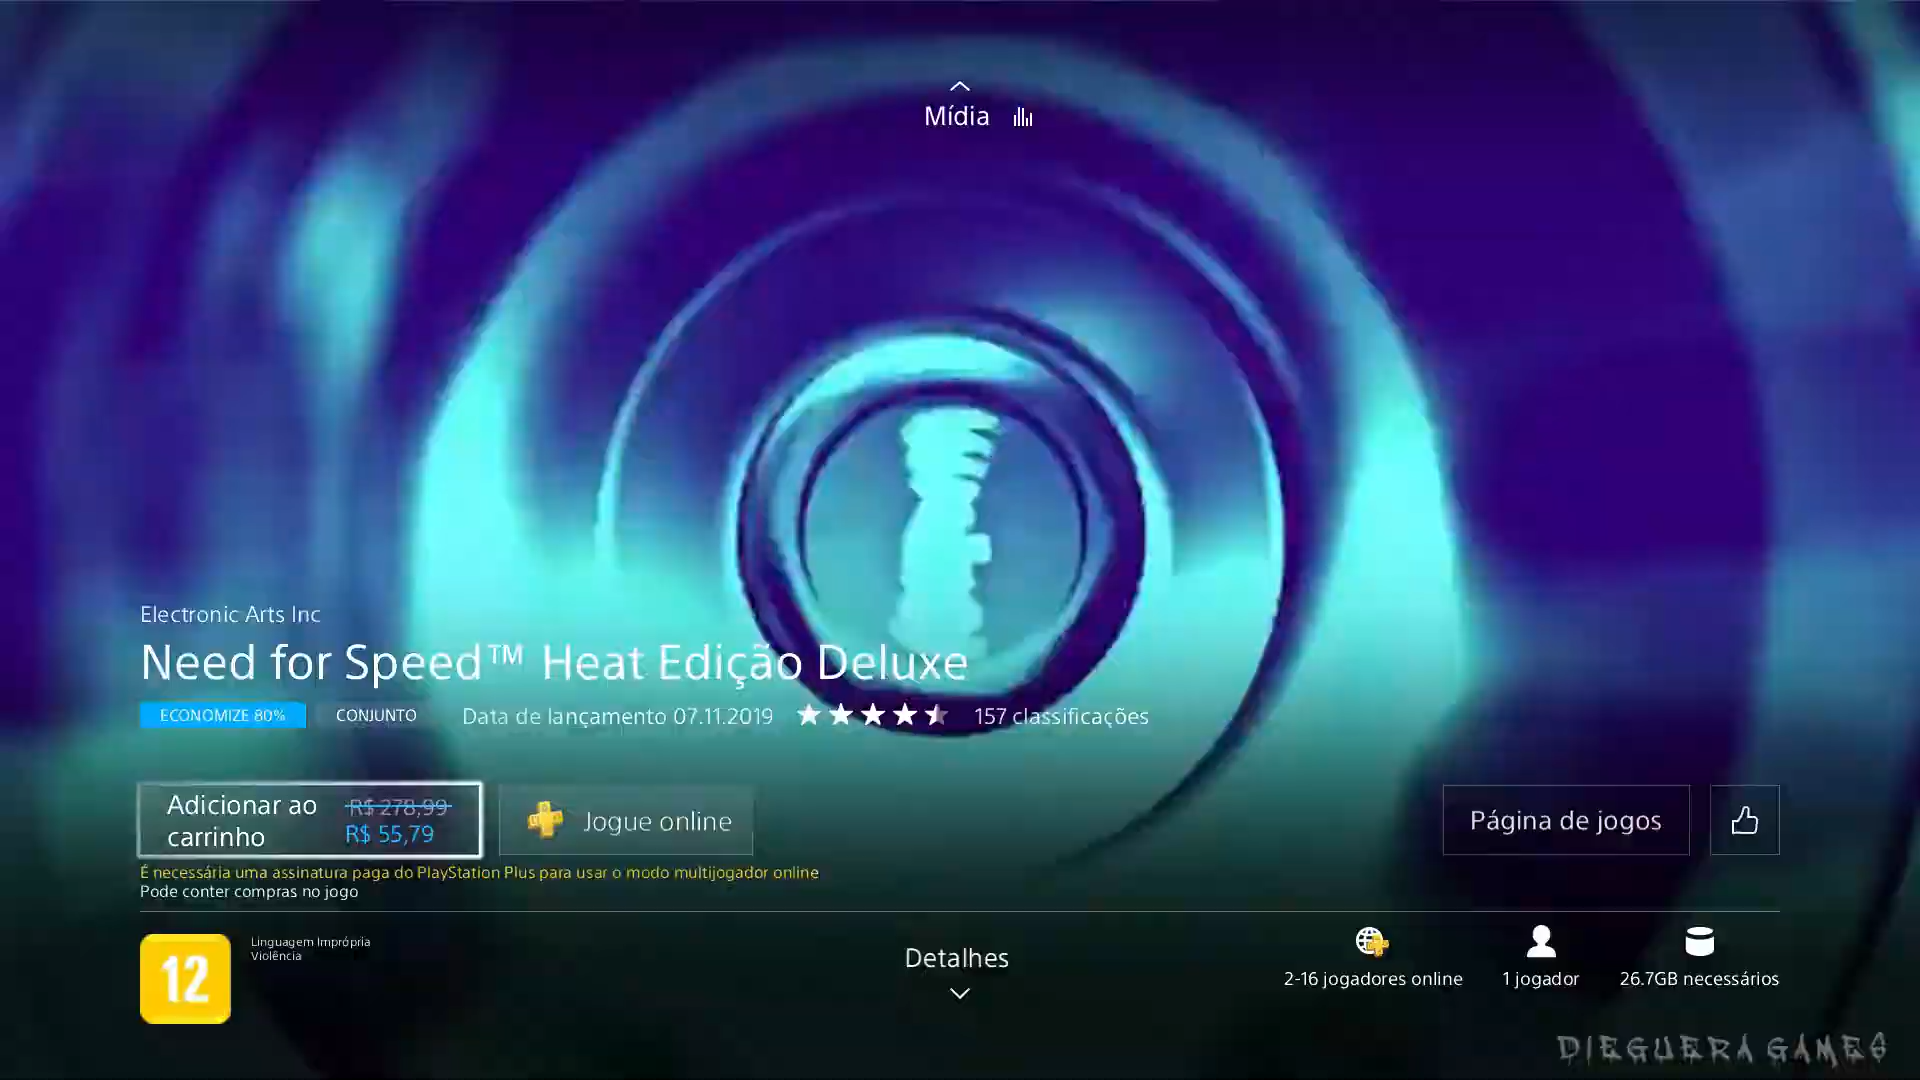 Mídia
Electronic Arts Inc
Need for Speed™ Heat Edição Deluxe
ECONOMIZE 80% CONJUNTO Data de lançamento 07.11.2019 157 classificações
Adicionar ao carrinho R$ 278,99 R$ 55,79
Jogue online
Página de jogos
É necessária uma assinatura paga do PlayStation Plus para usar o modo multijogador online
Pode conter compras no jogo
12
Linguagem Imprópria
Violência
Detalhes
2-16 jogadores online
1 jogador
26.7GB necessários
DIEGUERA GAMES